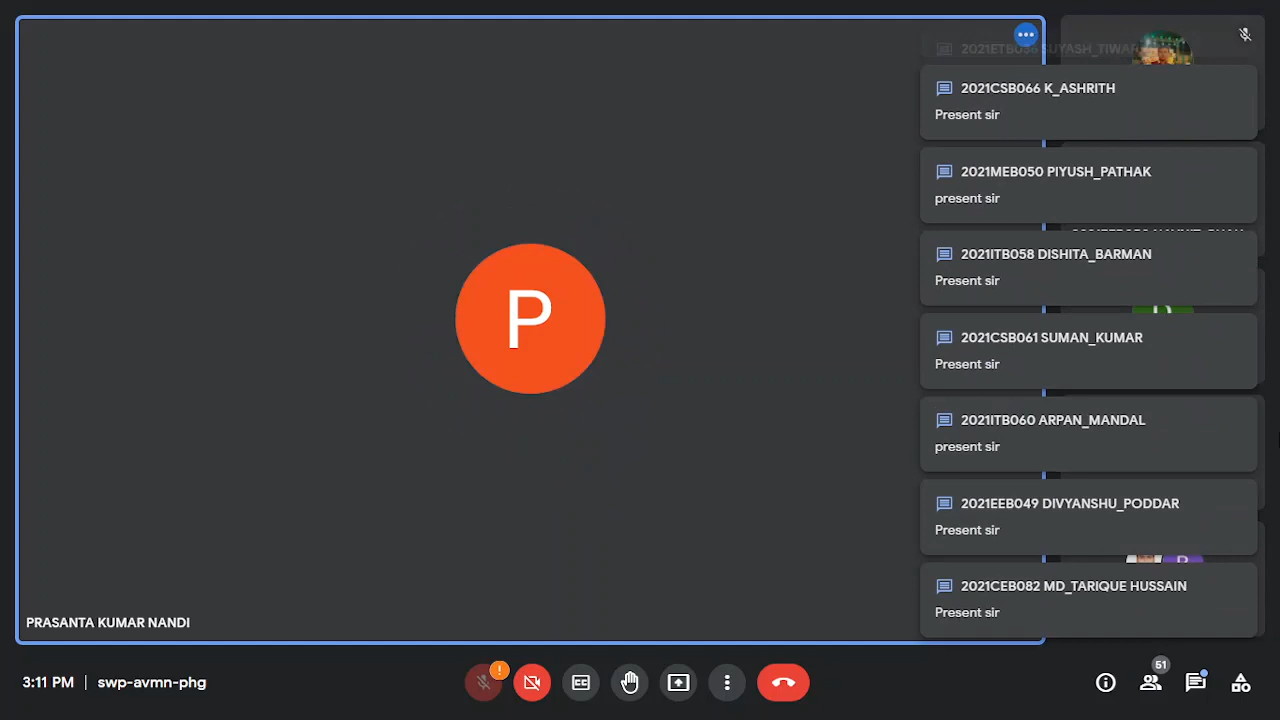 2021CSB066 K_ASHRITH
Present sir
2021MEB050 PIYUSH_PATHAK
present sir
2021ITB058 DISHITA_BARMAN
Present sir
2021CSB061 SUMAN_KUMAR
Present sir
2021ITB060 ARPAN_MANDAL
present sir
2021EEB049 DIVYANSHU_PODDAR
Present sir
2021CEB082 MD_TARIQUE HUSSAIN
Present sir
P
PRASANTA KUMAR NANDI
3:11 PM | swp-avmn-phg
51